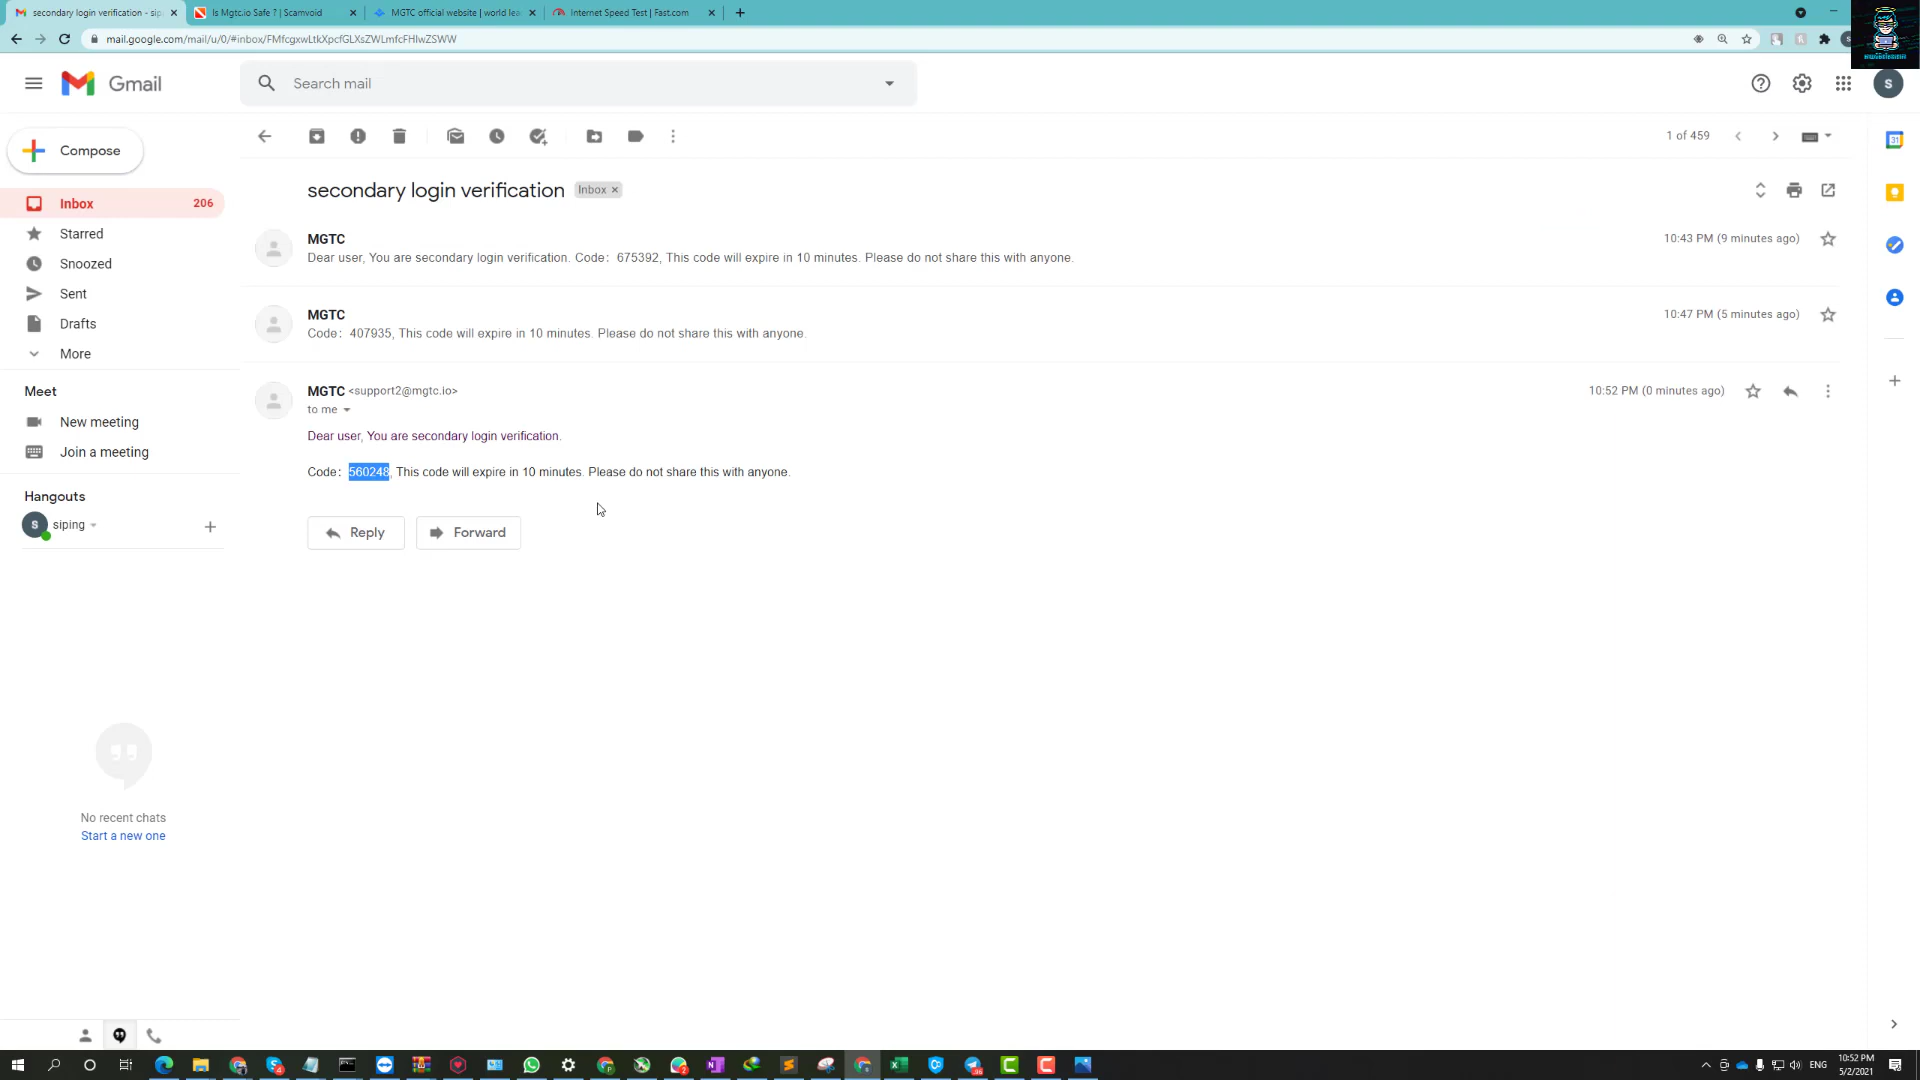 secondary login verification - sip
Is Mgtc.io Safe ? | Scamvoid
MGTC official website | world lea
Internet Speed Test | Fast.com
mail.google.com/mail/u/0/#inbox/FMfcgxwLtkXpcfGLXsZWLmfcFHlwZSWW
Gmail
Search mail
S
Compose
1 of 459
Inbox 206
Starred
Snoozed
Sent
Drafts
More
Meet
New meeting
Join a meeting
Hangouts
S siping
No recent chats
Start a new one
secondary login verification Inbox ×
MGTC 10:43 PM (9 minutes ago)
Dear user, You are secondary login verification. Code：675392, This code will expire in 10 minutes. Please do not share this with anyone.
MGTC 10:47 PM (5 minutes ago)
Code：407935, This code will expire in 10 minutes. Please do not share this with anyone.
MGTC <support2@mgtc.io> 10:52 PM (0 minutes ago)
to me
Dear user, You are secondary login verification.
Code：560248, This code will expire in 10 minutes. Please do not share this with anyone.
Reply
Forward
31
ENG
10:52 PM
5/2/2021